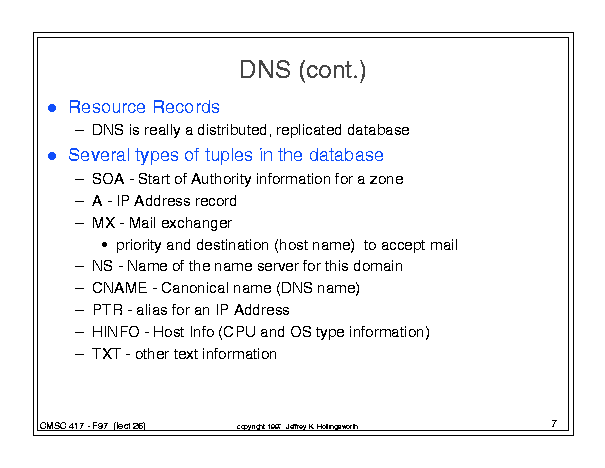 DNS (cont.)
● Resource Records
– DNS is really a distributed, replicated database
● Several types of tuples in the database
– SOA - Start of Authority information for a zone
– A - IP Address record
– MX - Mail exchanger
• priority and destination (host name) to accept mail
– NS - Name of the name server for this domain
– CNAME - Canonical name (DNS name)
– PTR - alias for an IP Address
– HINFO - Host Info (CPU and OS type information)
– TXT - other text information
CMSC 417 - F97 (lect 26)
copyright 1997 Jeffrey K. Hollingsworth
7